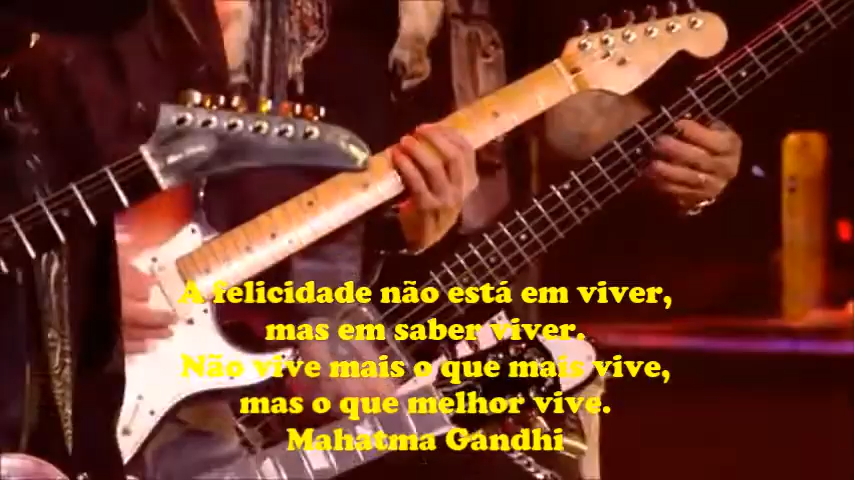 A felicidade não está em viver,
mas em saber viver.
Não vive mais o que mais vive,
mas o que melhor vive.
Mahatma Gandhi